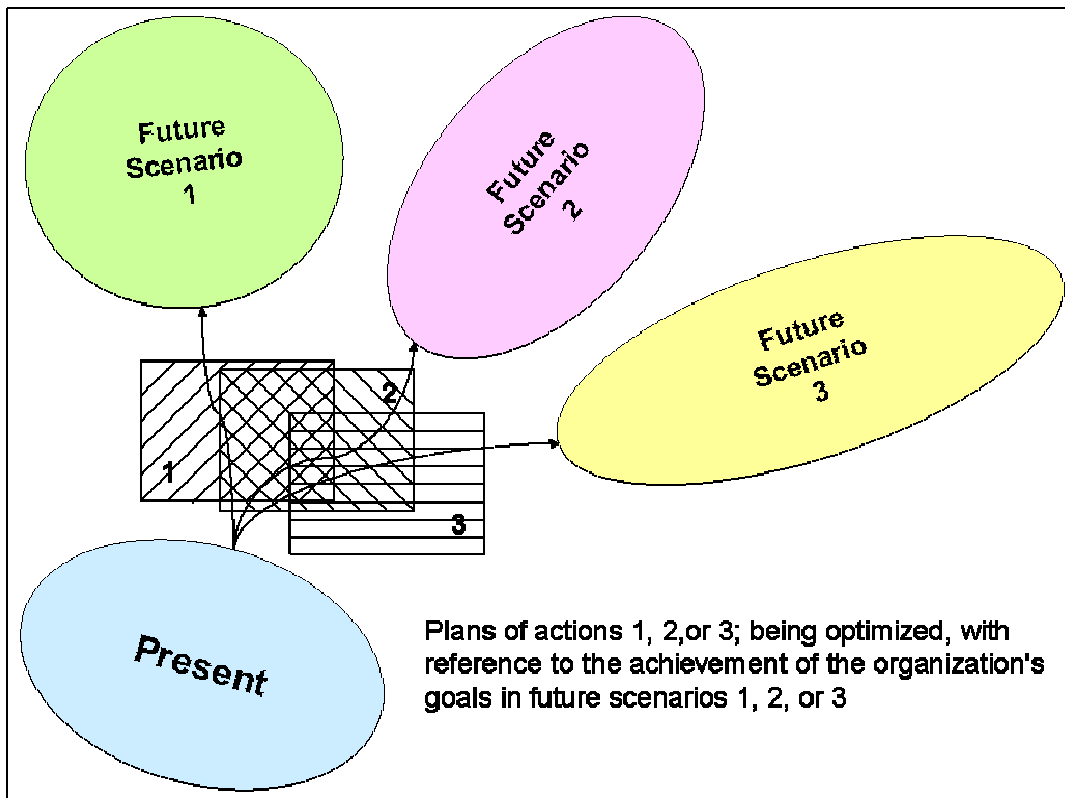 Future
Scenario
1
Future
Scenario
2
Future
Scenario
3
2
1
3
Present
Plans of actions 1, 2,or 3; being optimized, with
reference to the achievement of the organization's
goals in future scenarios 1, 2, or 3